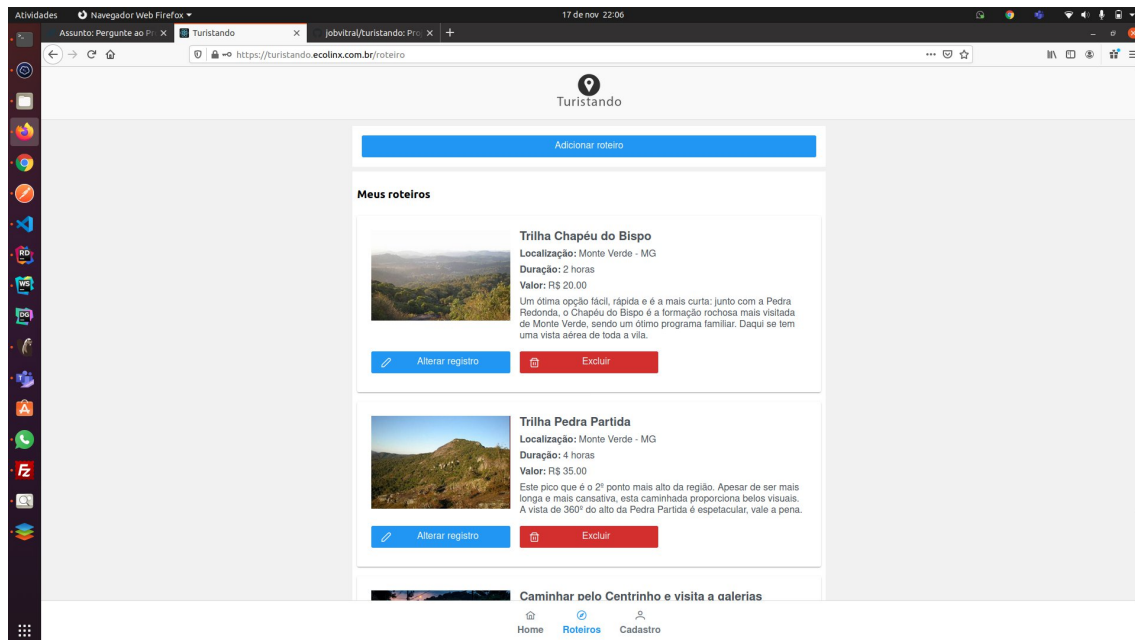 Atividades
Navegador Web Firefox
17 de nov 22:06
Assunto: Pergunte ao Pr
Turistando
jobvitral/turistando: Proj
https://turistando.ecolinx.com.br/roteiro
Turistando
Adicionar roteiro
Meus roteiros
Trilha Chapéu do Bispo
Localização: Monte Verde - MG
Duração: 2 horas
Valor: R$ 20.00
Um ótima opção fácil, rápida e é a mais curta: junto com a Pedra
Redonda, o Chapéu do Bispo é a formação rochosa mais visitada
de Monte Verde, sendo um ótimo programa familiar. Daqui se tem
uma vista aérea de toda a vila.
Alterar registro
Excluir
Trilha Pedra Partida
Localização: Monte Verde - MG
Duração: 4 horas
Valor: R$ 35.00
Este pico que é o 2º ponto mais alto da região. Apesar de ser mais
longa e mais cansativa, esta caminhada proporciona belos visuais.
A vista de 360º do alto da Pedra Partida é espetacular, vale a pena.
Alterar registro
Excluir
Caminhar pelo Centrinho e visita a galerias
Home
Roteiros
Cadastro
RD
WS
DG
Fz